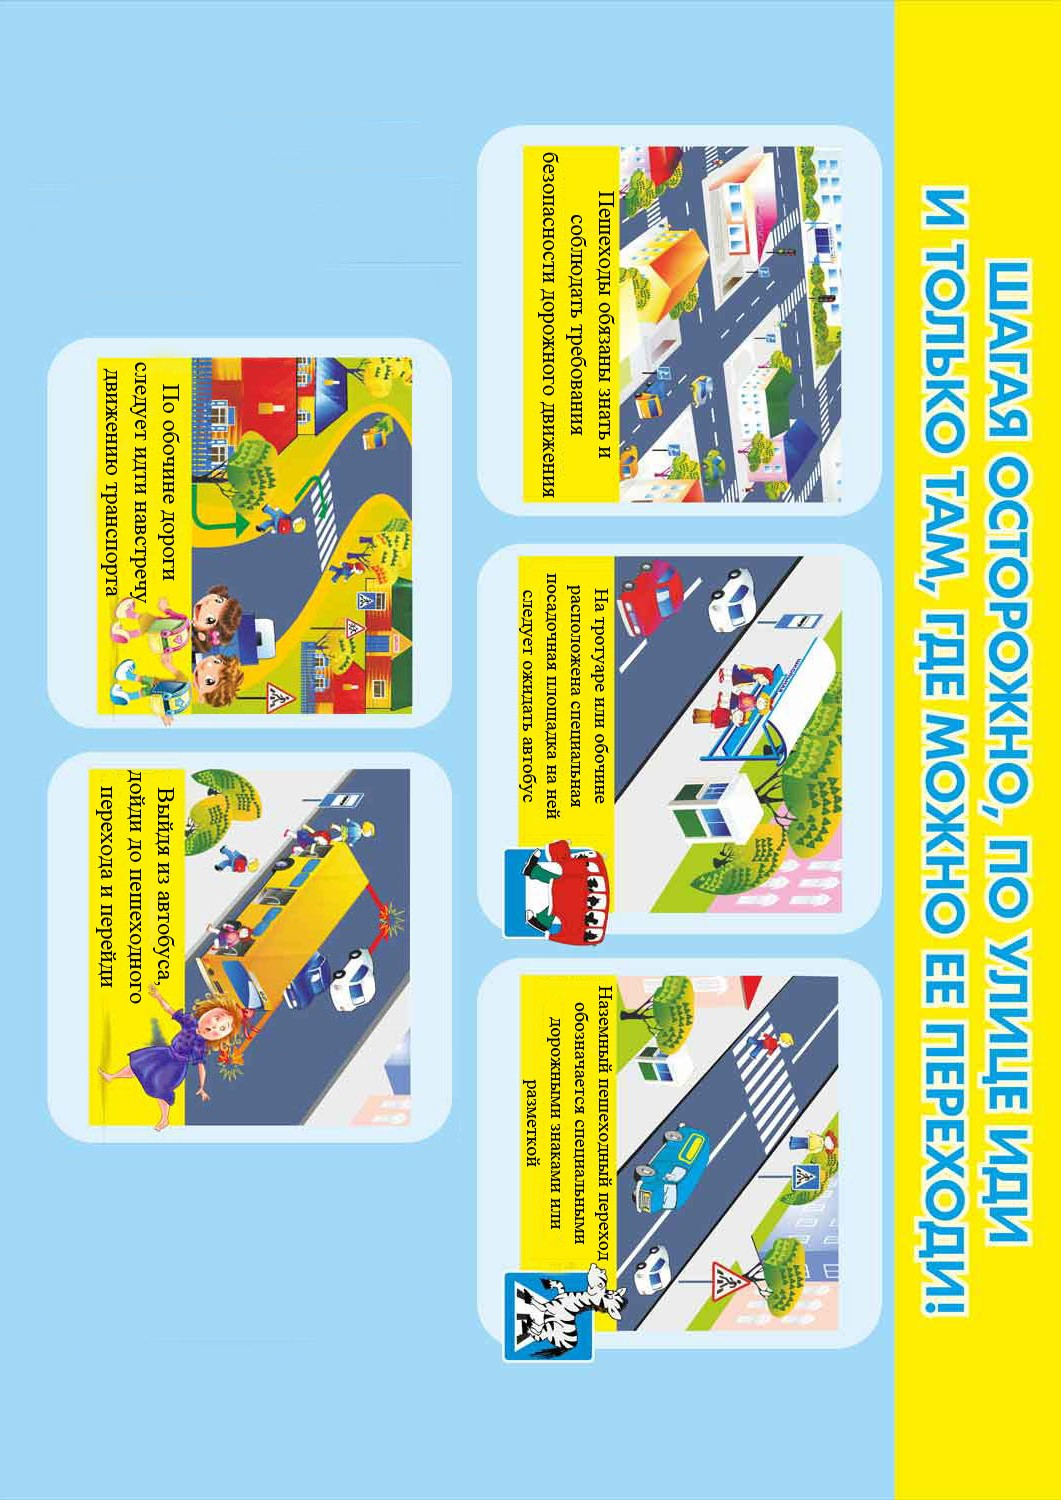 ШАГАЯ ОСТОРОЖНО, ПО УЛИЦЕ ИДИ
И ТОЛЬКО ТАМ, ГДЕ МОЖНО ЕЕ ПЕРЕХОДИ!
Пешеходы обязаны знать и
соблюдать требования
безопасности дорожного движения
На тротуаре или обочине
расположена специальная
посадочная площадка на ней
следует ожидать автобус
Наземный пешеходный переход
обозначается специальными
дорожными знаками или
разметкой
По обочине дороги
следует идти навстречу
движению транспорта
Выйдя из автобуса,
дойди до пешеходного
перехода и перейди